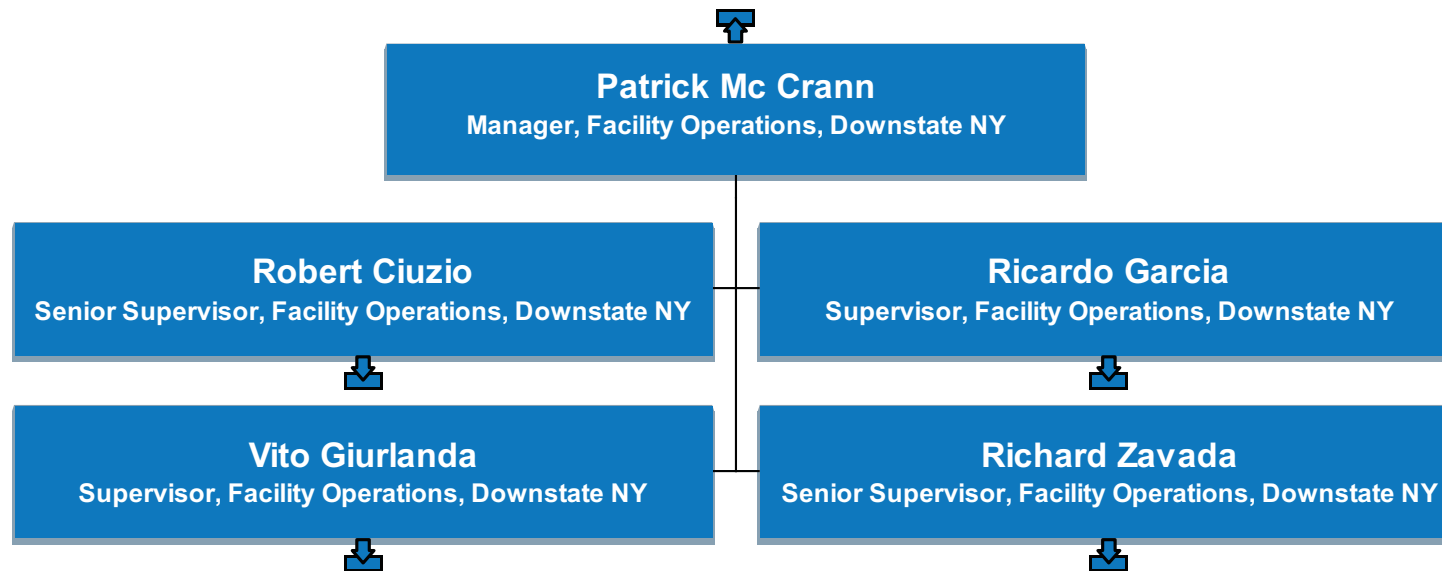 Patrick Mc Crann
Manager, Facility Operations, Downstate NY
Robert Ciuzio
Senior Supervisor, Facility Operations, Downstate NY
Ricardo Garcia
Supervisor, Facility Operations, Downstate NY
Vito Giurlanda
Supervisor, Facility Operations, Downstate NY
Richard Zavada
Senior Supervisor, Facility Operations, Downstate NY